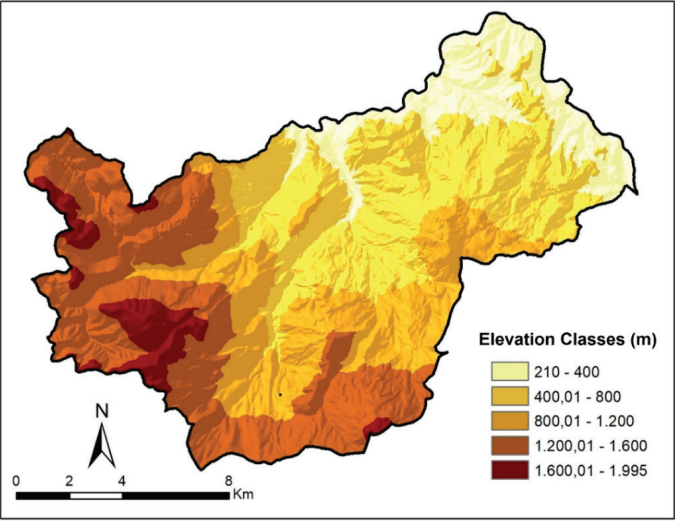 Elevation Classes (m)
210 - 400
400,01 - 800
800,01 - 1.200
1.200,01 - 1.600
1.600,01 - 1.995
N
0 2 4 8
Km